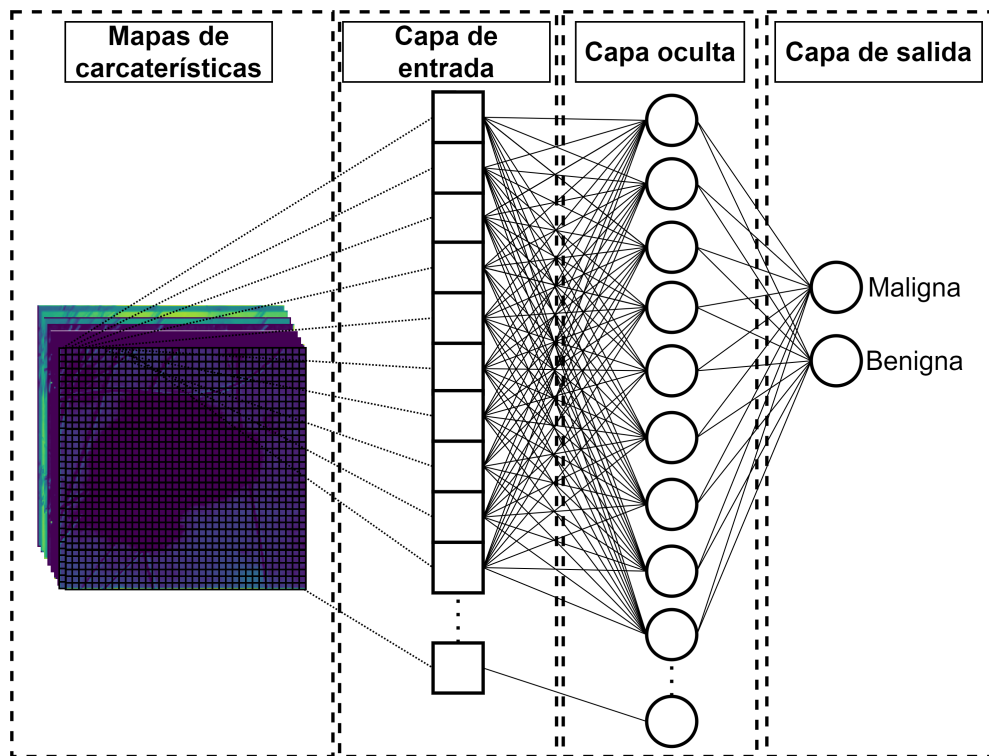 Mapas de
carcaterísticas
Capa de
entrada
Capa oculta
Capa de salida
Maligna
Benigna